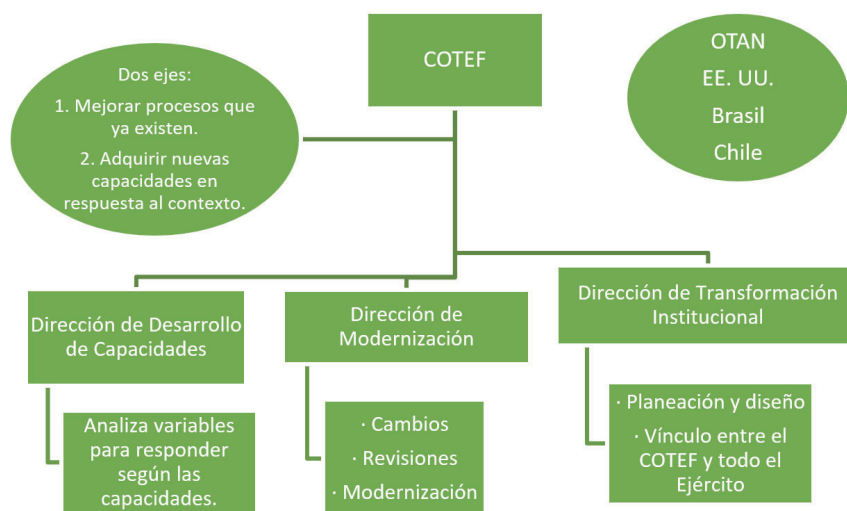 COTEF
Dos ejes:
1. Mejorar procesos que
ya existen.
2. Adquirir nuevas
capacidades en
respuesta al contexto.
OTAN
EE. UU.
Brasil
Chile
Dirección de Desarrollo
de Capacidades
Dirección de
Modernización
Dirección de Transformación
Institucional
Analiza variables
para responder
según las
capacidades.
· Cambios
· Revisiones
· Modernización
· Planeación y diseño
· Vínculo entre el
COTEF y todo el
Ejército